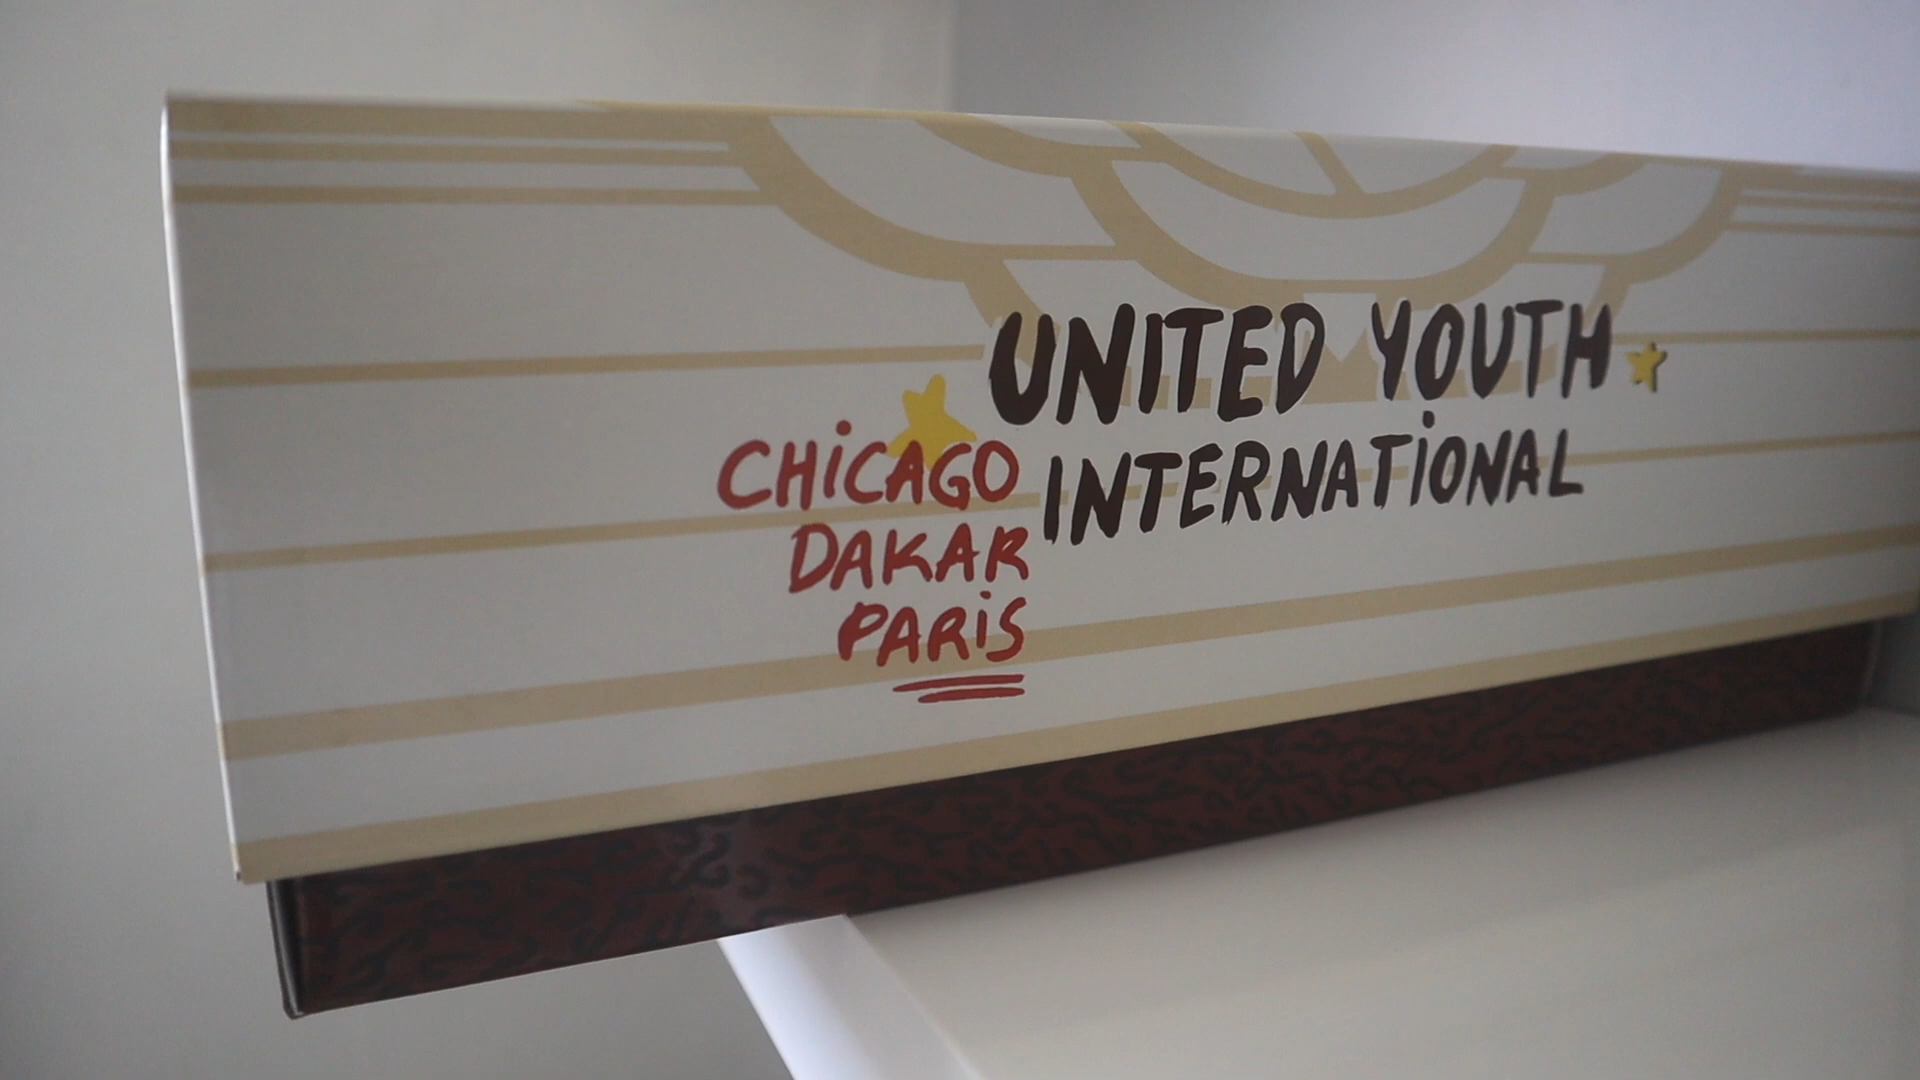 UNITED YOUTH
INTERNATIONAL
CHICAGO
DAKAR
PARIS